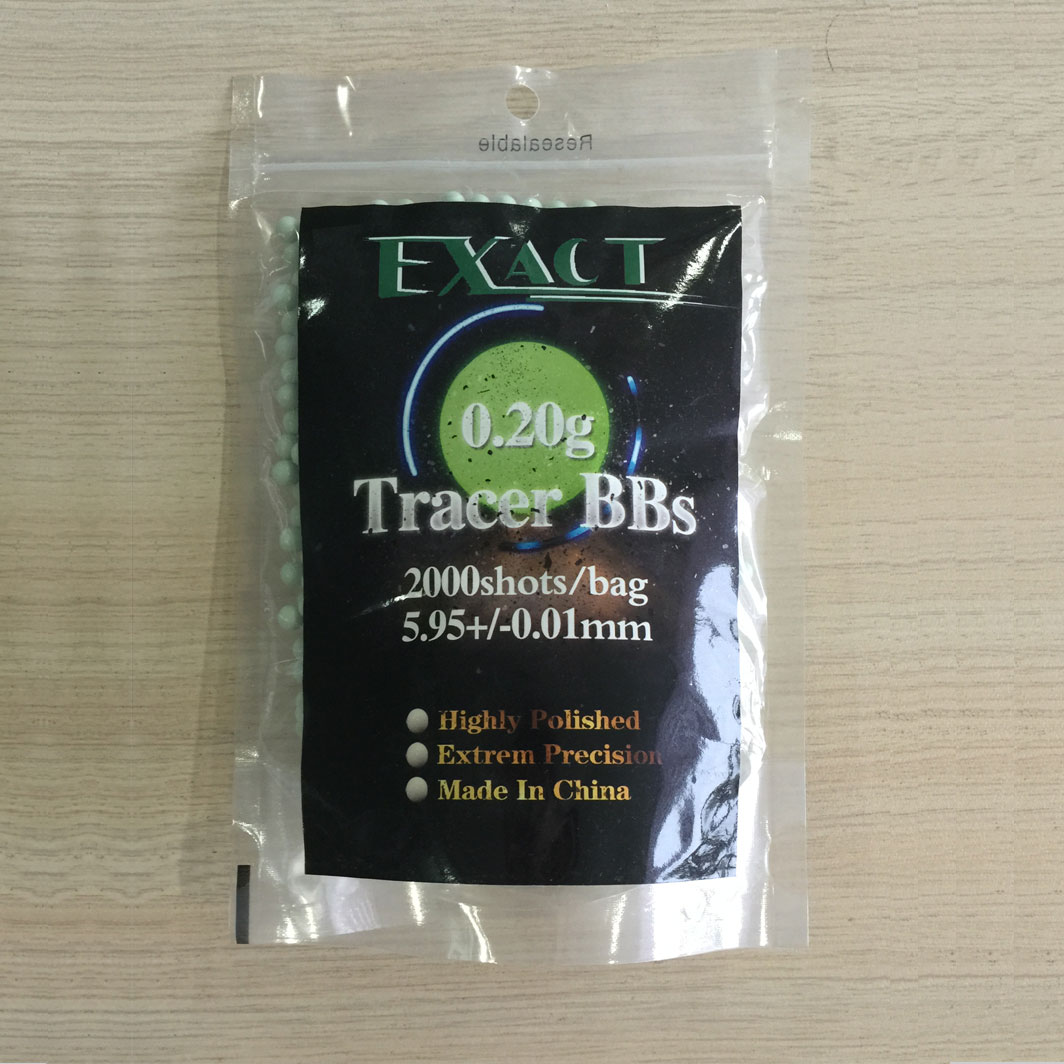 Resealable
EXACT
0.20g
Tracer BBs
2000shots/bag
5.95+/-0.01mm
Highly Polished
Extrem Precision
Made In China